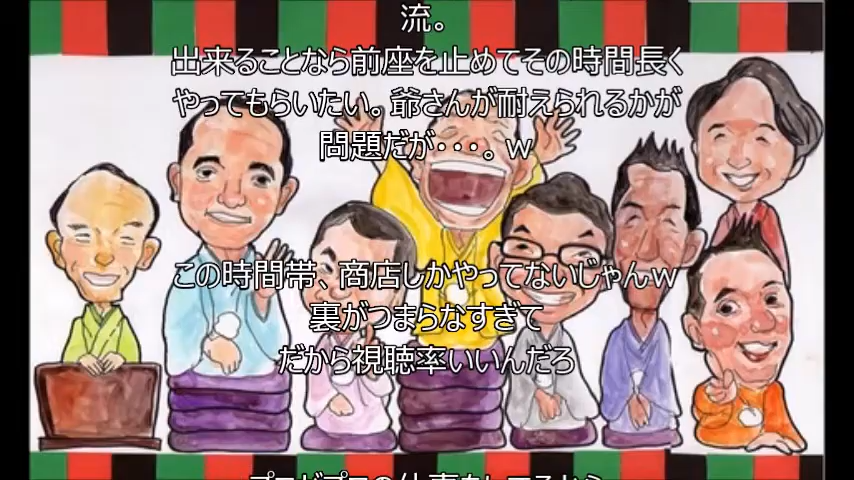 流。
出来ることなら前座を止めてその時間長く
やってもらいたい。爺さんが耐えられるかが
問題だが・・・。ｗ
この時間帯、商店しかやってないじゃんｗ
裏がつまらなすぎて
だから視聴率いいんだろ